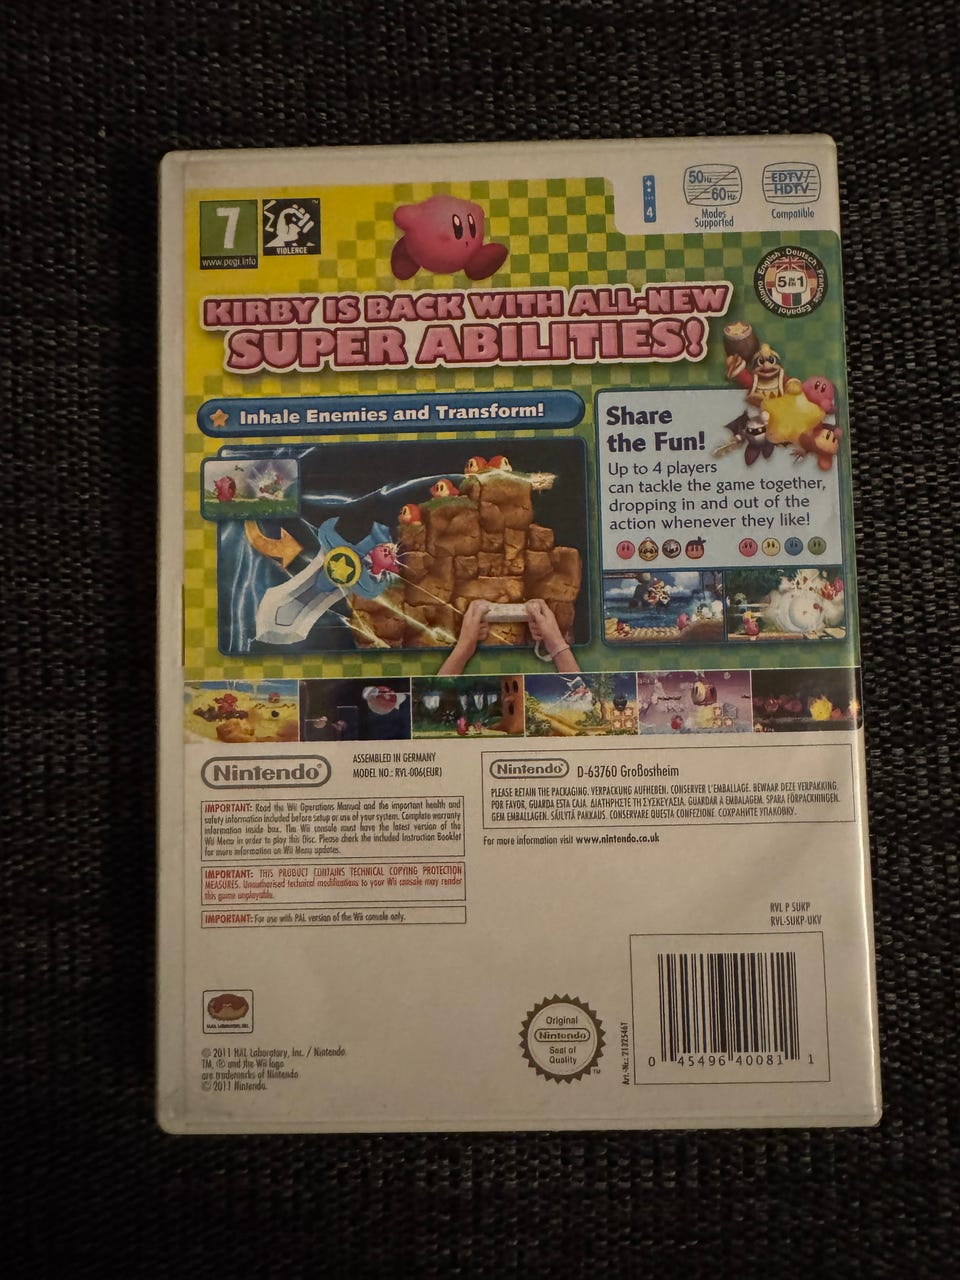 7
www.pegi.info
VIOLENCE
4
50Hz
60Hz
Modes
Supported
EDTV/
HDTV
Compatible
English · Deutsch · Français · Español · Italiano
5 IN 1
KIRBY IS BACK WITH ALL-NEW
SUPER ABILITIES!
Inhale Enemies and Transform!
Share
the Fun!
Up to 4 players
can tackle the game together,
dropping in and out of the
action whenever they like!
Nintendo
ASSEMBLED IN GERMANY
MODEL NO.: RVL-006(EUR)
IMPORTANT: Read the Wii Operations Manual and the important health and
safety information included before setup or use of your system. Complete warranty
information inside box. The Wii console must have the latest version of the
Wii Menu in order to play this Disc. Please check the included Instruction Booklet
for more information on Wii Menu updates.
IMPORTANT: THIS PRODUCT CONTAINS TECHNICAL COPYING PROTECTION
MEASURES. Unauthorised technical modifications to your Wii console may render
this game unplayable.
IMPORTANT: For use with PAL version of the Wii console only.
Nintendo D-63760 Großostheim
PLEASE RETAIN THE PACKAGING. VERPACKUNG AUFHEBEN. CONSERVER L'EMBALLAGE. BEWAAR DEZE VERPAKKING.
POR FAVOR, GUARDA ESTA CAJA. ΔΙΑΤΗΡΗΣΤΕ ΤΗ ΣΥΣΚΕΥΑΣΙΑ. GUARDAR A EMBALAGEM. SPARA FÖRPACKNINGEN.
GEM EMBALLAGEN. SÄILYTÄ PAKKAUS. CONSERVARE QUESTA CONFEZIONE. СОХРАНИТЕ УПАКОВКУ.
For more information visit www.nintendo.co.uk
RVL P SUKP
RVL-SUKP-UKV
HAL LABORATORY, INC.
© 2011 HAL Laboratory, Inc. / Nintendo.
TM, ® and the Wii logo
are trademarks of Nintendo.
© 2011 Nintendo.
Original
Nintendo
Seal of
Quality
TM
Art.-Nr.: 2132546T
0 45496 40081 1